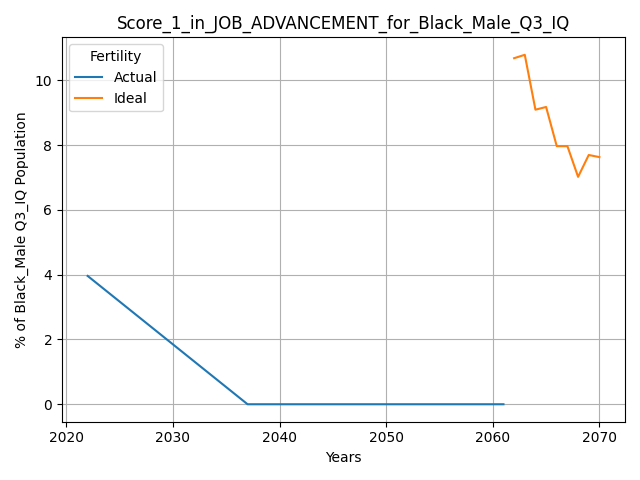 Score_1_in_JOB_ADVANCEMENT_for_Black_Male_Q3_IQ
Fertility
Actual
Ideal
% of Black_Male Q3_IQ Population
10
8
6
4
2
0
2020 2030 2040 2050 2060 2070
Years